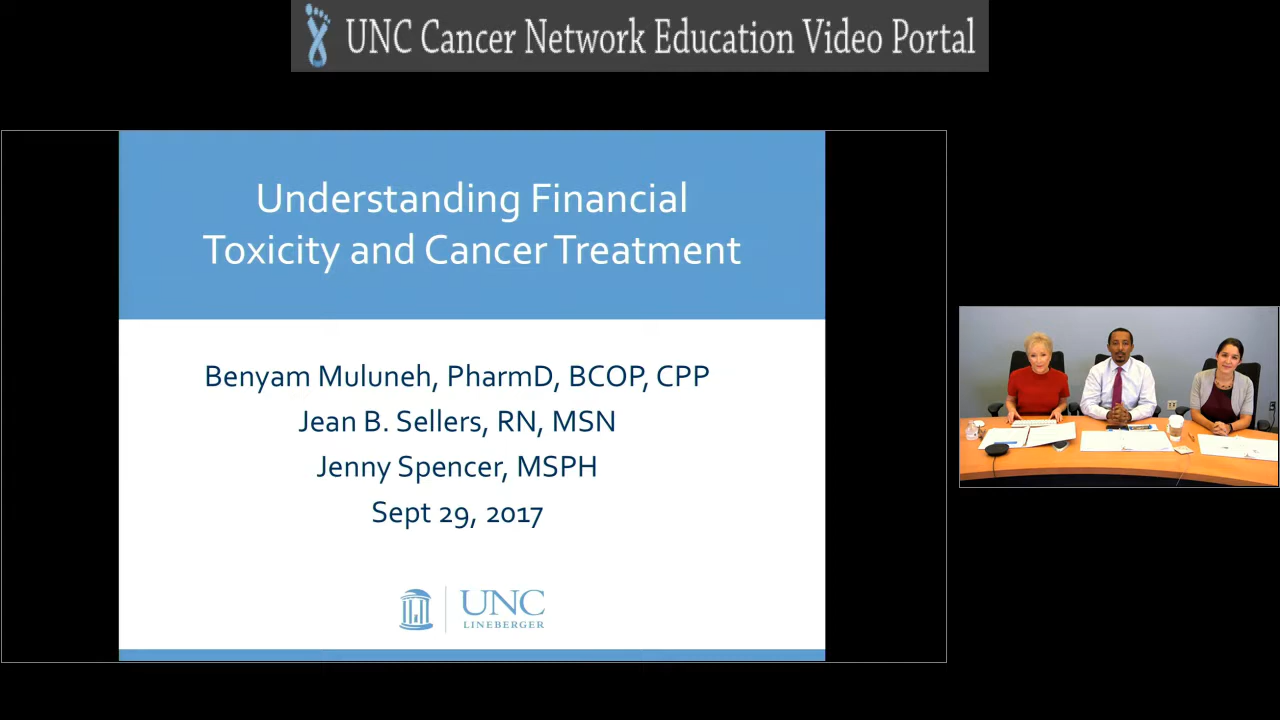 UNC Cancer Network Education Video Portal
Understanding Financial
Toxicity and Cancer Treatment
Benyam Muluneh, PharmD, BCOP, CPP
Jean B. Sellers, RN, MSN
Jenny Spencer, MSPH
Sept 29, 2017
UNC
LINEBERGER